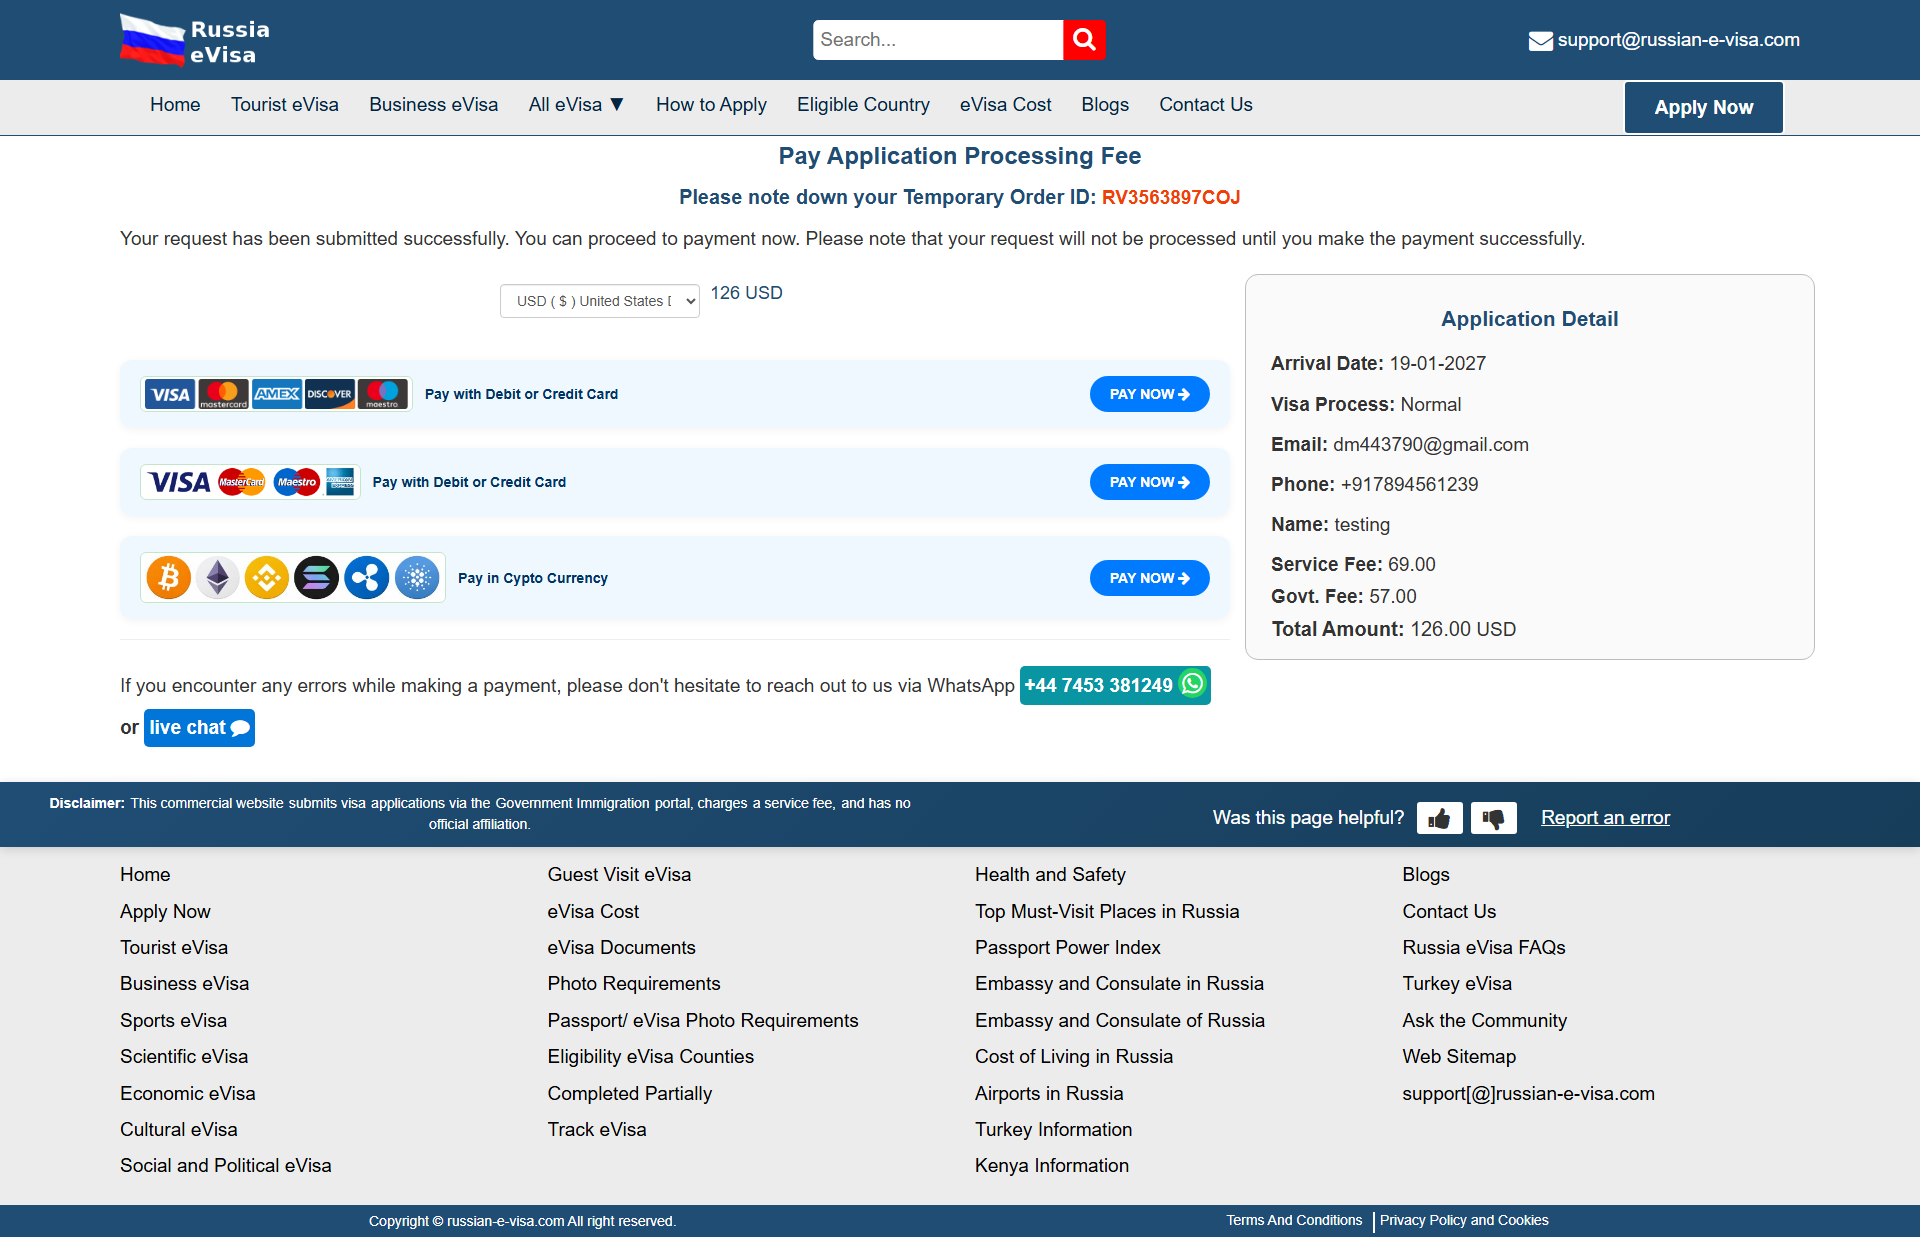 Russia
eVisa
Search...
support@russian-e-visa.com
Home
Tourist eVisa
Business eVisa
All eVisa ▼
How to Apply
Eligible Country
eVisa Cost
Blogs
Contact Us
Apply Now
Pay Application Processing Fee
Please note down your Temporary Order ID: RV3563897COJ
Your request has been submitted successfully. You can proceed to payment now. Please note that your request will not be processed until you make the payment successfully.
USD ( $ ) United States
126 USD
VISA mastercard AMEX DISCOVER maestro
Pay with Debit or Credit Card
PAY NOW
VISA MasterCard Maestro AMERICAN EXPRESS
Pay with Debit or Credit Card
PAY NOW
Pay in Cypto Currency
PAY NOW
If you encounter any errors while making a payment, please don't hesitate to reach out to us via WhatsApp +44 7453 381249
or live chat
Application Detail
Arrival Date: 19-01-2027
Visa Process: Normal
Email: dm443790@gmail.com
Phone: +917894561239
Name: testing
Service Fee: 69.00
Govt. Fee: 57.00
Total Amount: 126.00 USD
Disclaimer: This commercial website submits visa applications via the Government Immigration portal, charges a service fee, and has no
official affiliation.
Was this page helpful?
Report an error
Home
Apply Now
Tourist eVisa
Business eVisa
Sports eVisa
Scientific eVisa
Economic eVisa
Cultural eVisa
Social and Political eVisa
Guest Visit eVisa
eVisa Cost
eVisa Documents
Photo Requirements
Passport/ eVisa Photo Requirements
Eligibility eVisa Counties
Completed Partially
Track eVisa
Health and Safety
Top Must-Visit Places in Russia
Passport Power Index
Embassy and Consulate in Russia
Embassy and Consulate of Russia
Cost of Living in Russia
Airports in Russia
Turkey Information
Kenya Information
Blogs
Contact Us
Russia eVisa FAQs
Turkey eVisa
Ask the Community
Web Sitemap
support[@]russian-e-visa.com
Copyright © russian-e-visa.com All right reserved.
Terms And Conditions
Privacy Policy and Cookies